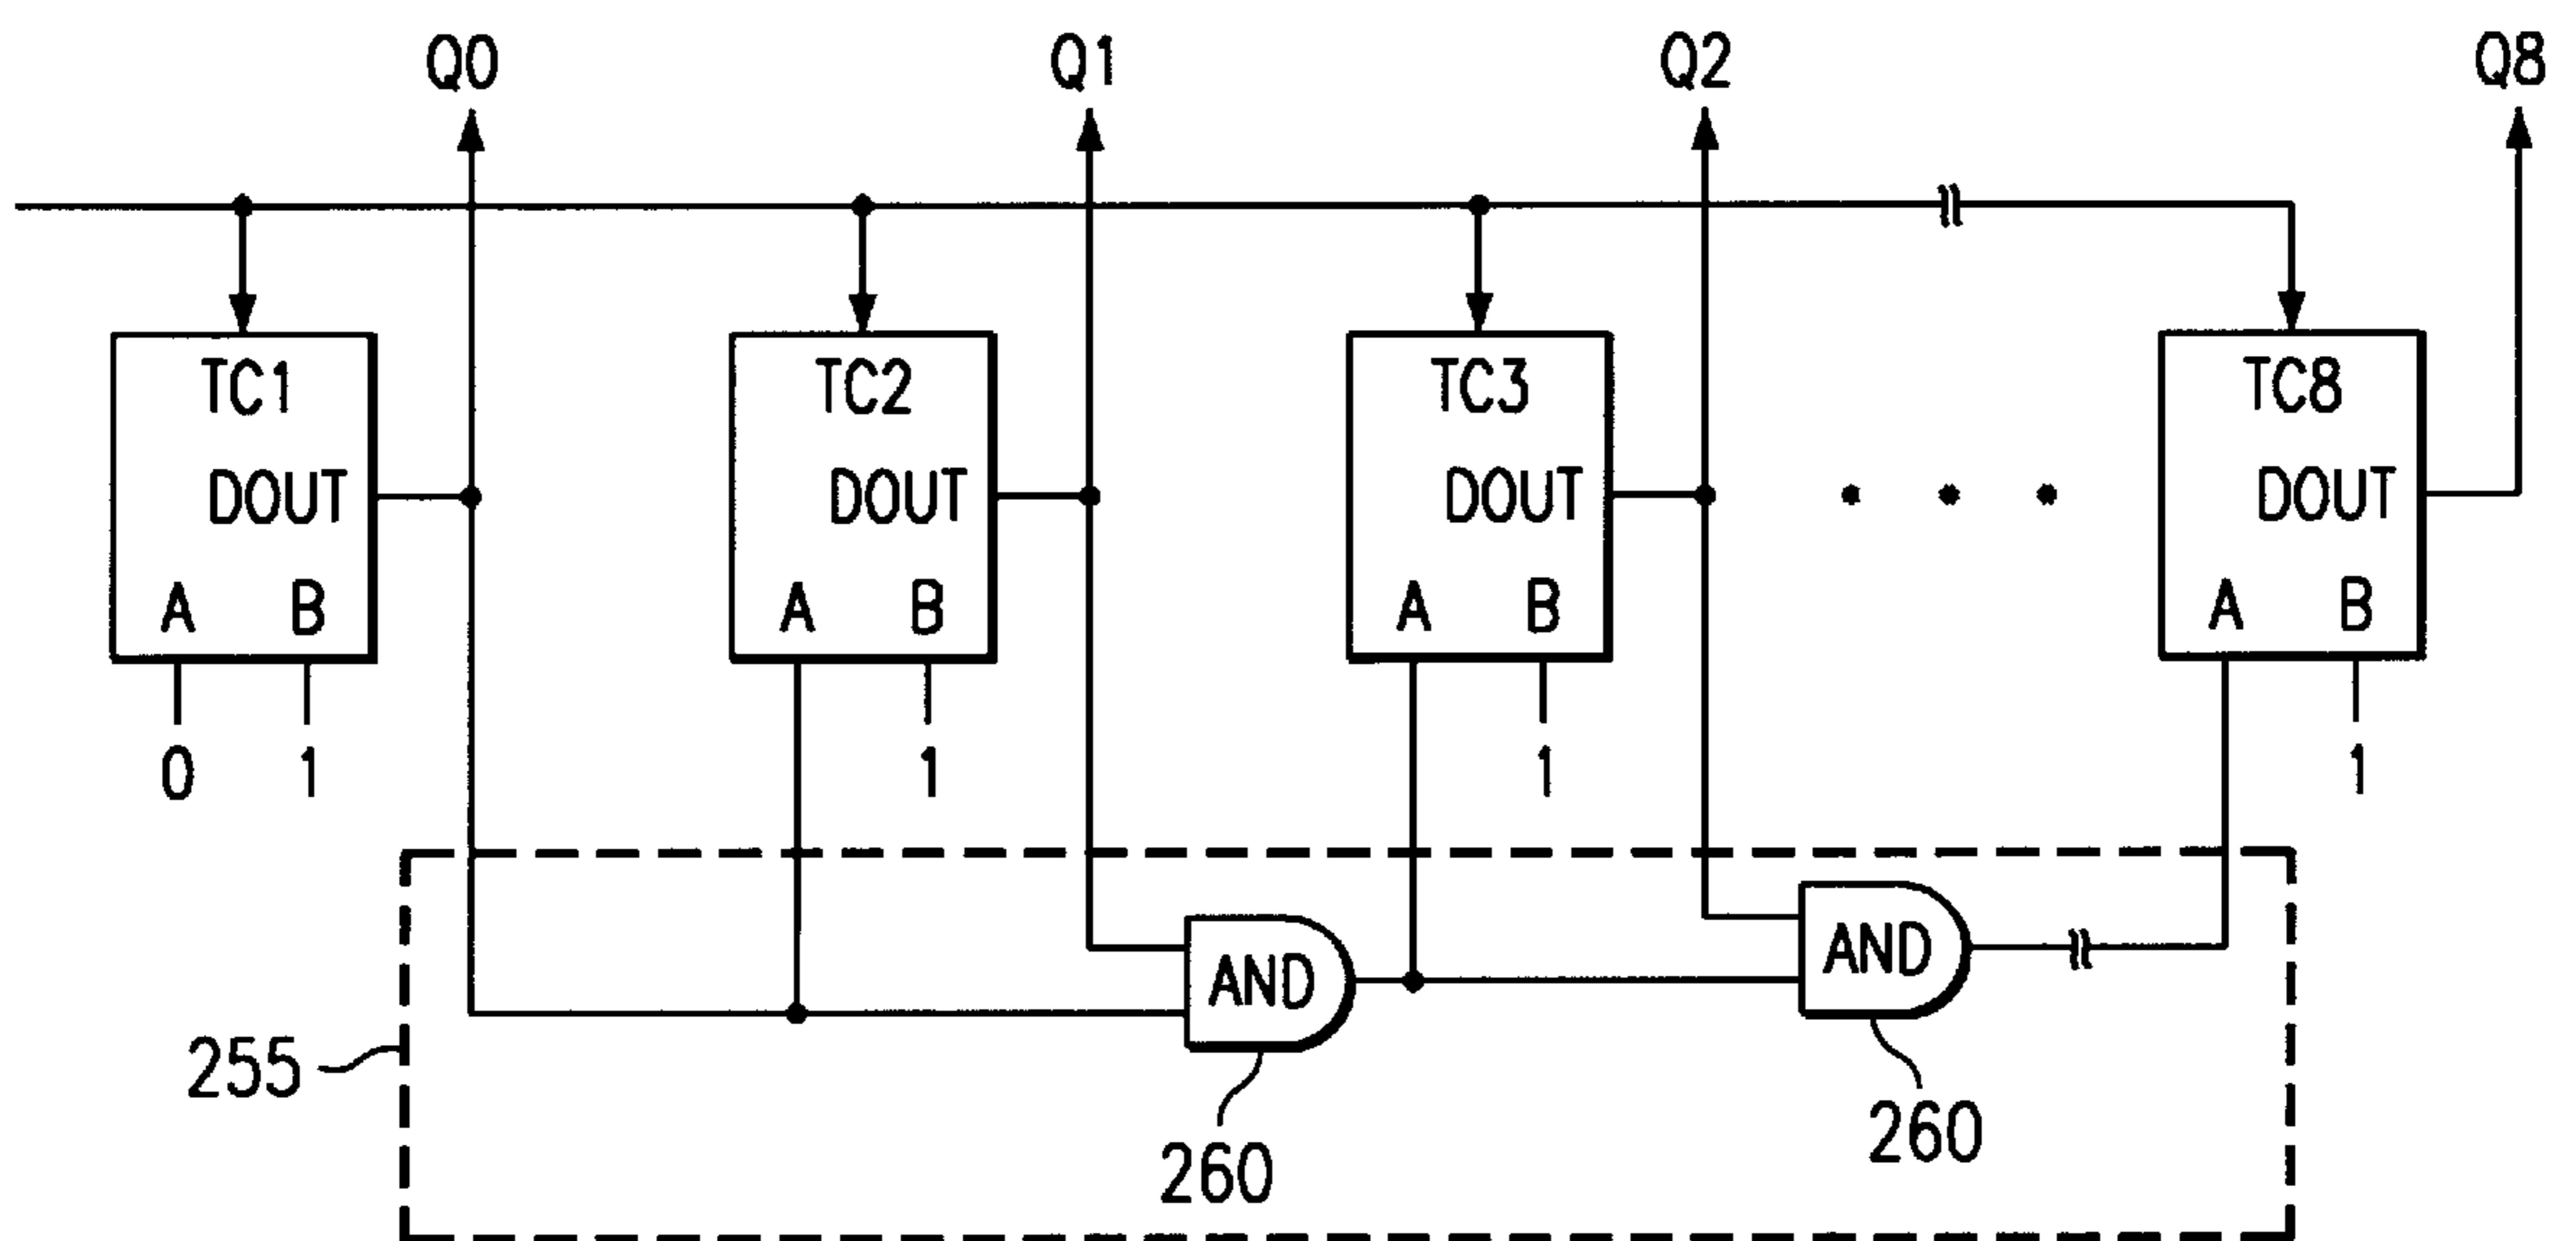 Q0 Q1 Q2 Q8
TC1 TC2 TC3 TC8
DOUT DOUT DOUT DOUT
A B A B A B A B
0 1 1 1 1
AND AND
255
260 260